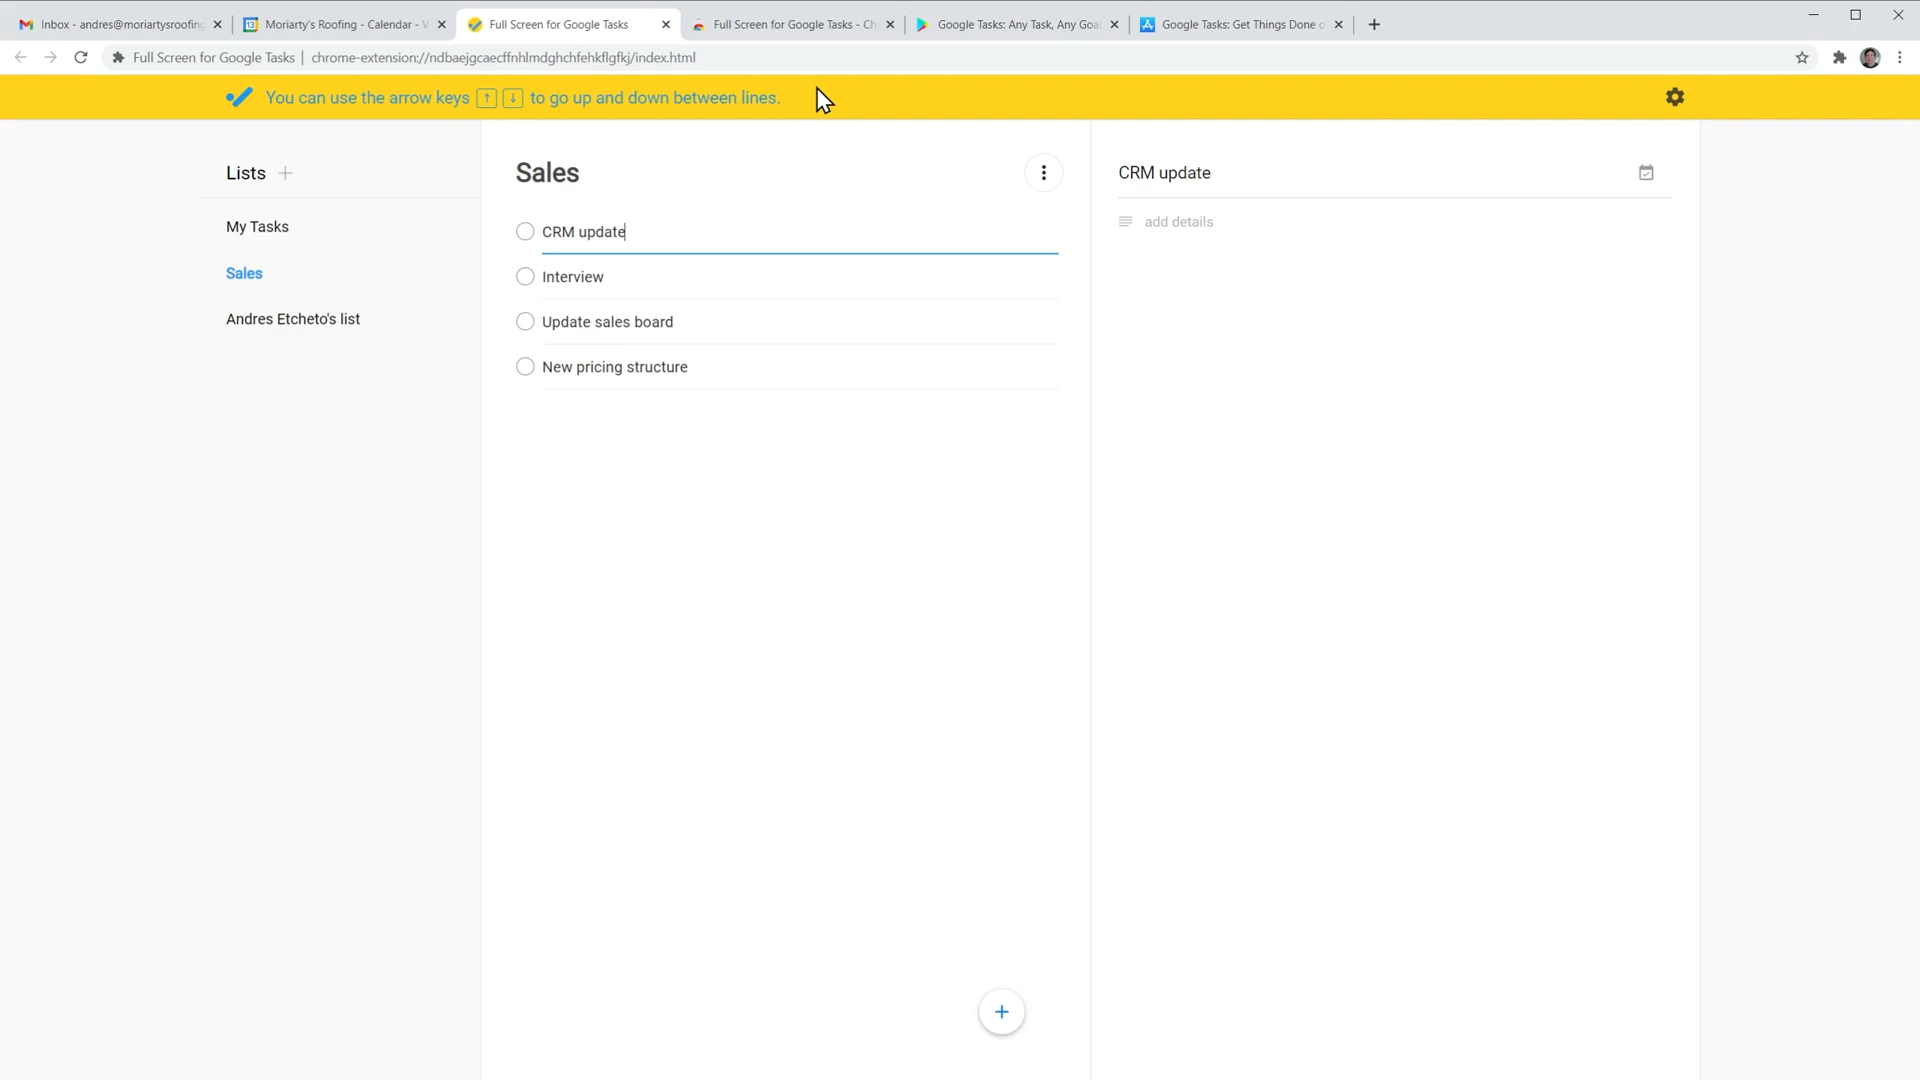 Inbox - andres@moriartysroofing
Moriarty's Roofing - Calendar -
Full Screen for Google Tasks
Full Screen for Google Tasks - Ch
Google Tasks: Any Task, Any Goal
Google Tasks: Get Things Done
Full Screen for Google Tasks | chrome-extension://ndbaejgcaecffnhlmdghchfehkflgfkj/index.html
You can use the arrow keys ↑ ↓ to go up and down between lines.
Lists +
My Tasks
Sales
Andres Etcheto's list
Sales
CRM update
Interview
Update sales board
New pricing structure
CRM update
add details